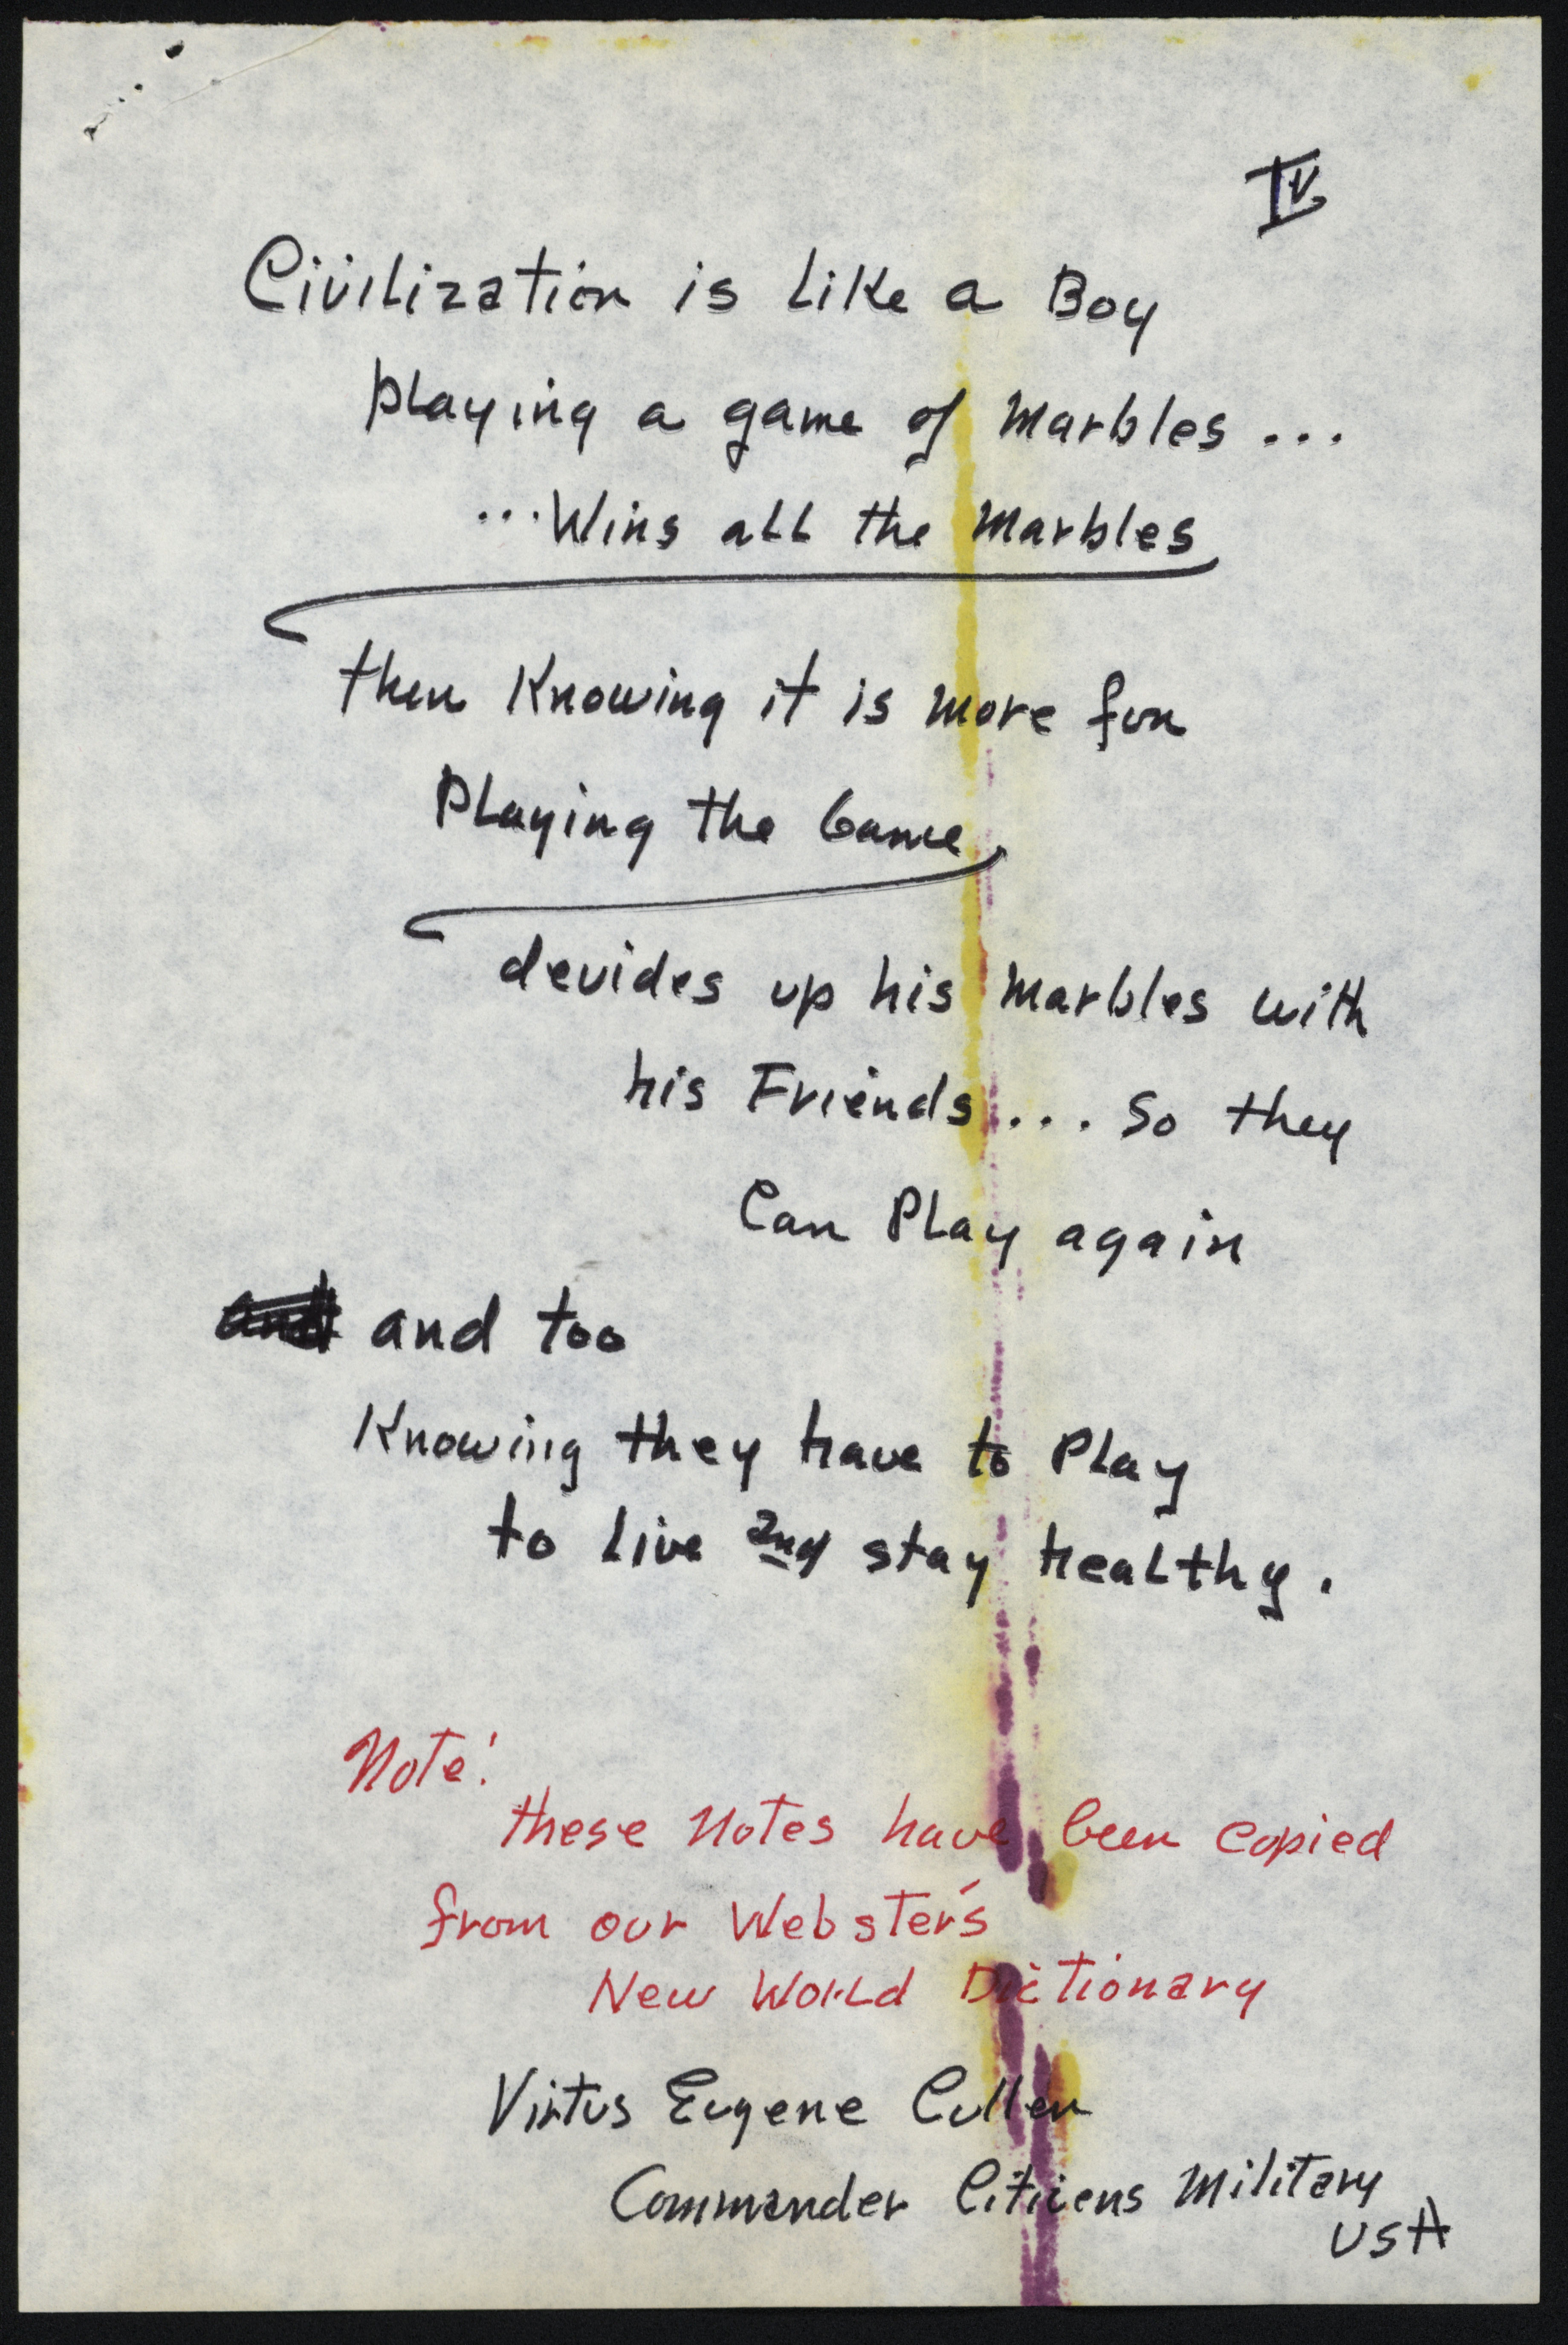 IV
Civilization is Like a Boy
Playing a game of Marbles ...
...Wins all the Marbles
then Knowing it is more fun
Playing the Game,
devides up his Marbles with
his Friends ... So they
Can Play again
and and too
Knowing they have to Play
to Live and stay healthy.
Note!
these Notes have been copied
from our Webster's
New World Dictionary
Virtus Eugene Cullen
Commander Citizens Military
USA